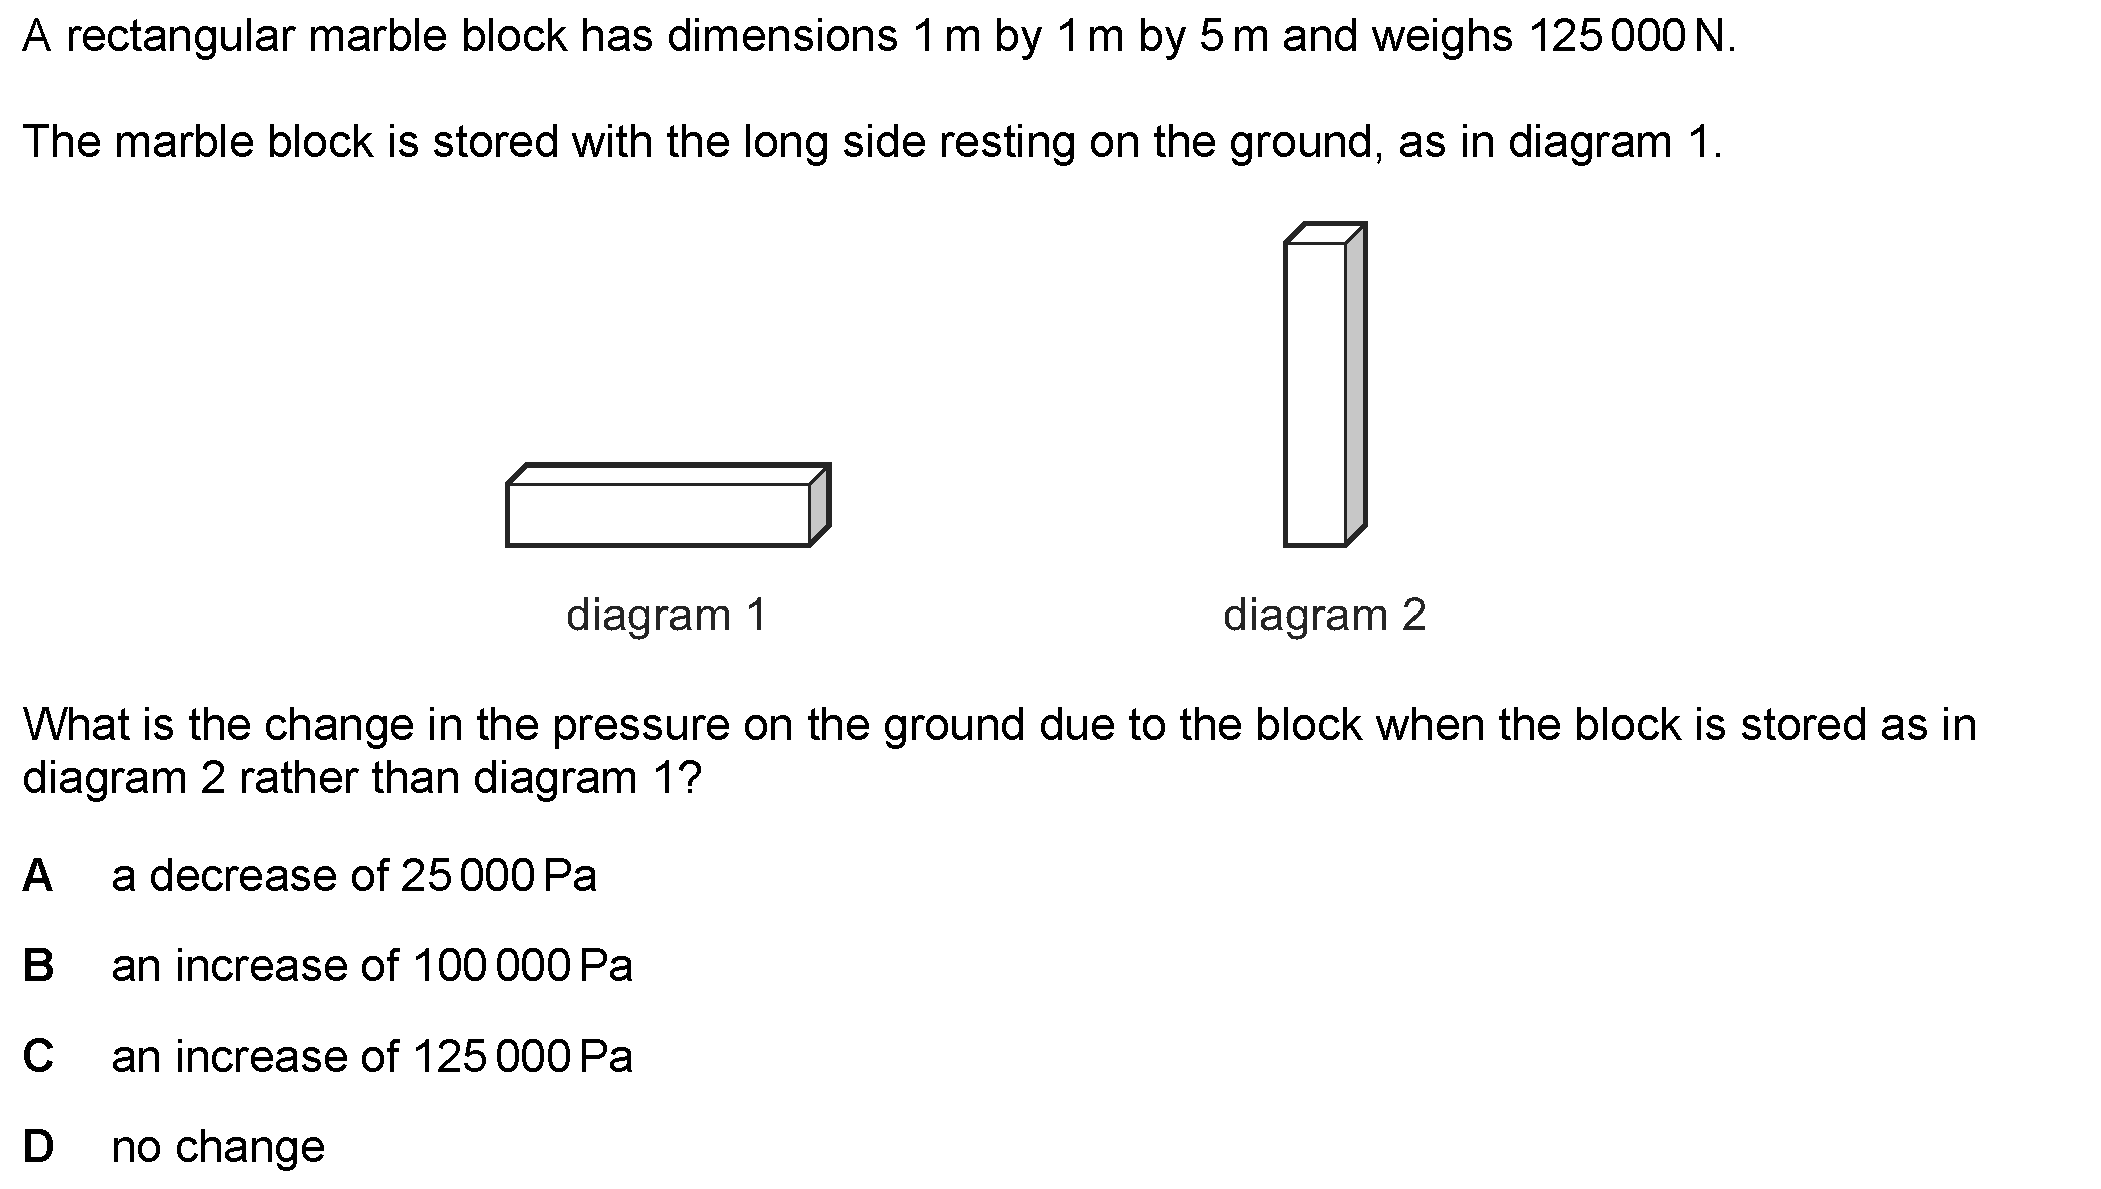 A rectangular marble block has dimensions 1 m by 1 m by 5 m and weighs 125 000 N.
The marble block is stored with the long side resting on the ground, as in diagram 1.
diagram 1
diagram 2
What is the change in the pressure on the ground due to the block when the block is stored as in
diagram 2 rather than diagram 1?
A a decrease of 25 000 Pa
B an increase of 100 000 Pa
C an increase of 125 000 Pa
D no change